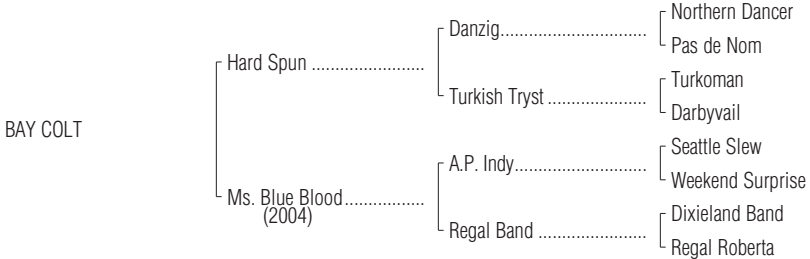 Northern Dancer
Danzig..............................
Pas de Nom
Hard Spun ........................
Turkoman
Turkish Tryst .....................
Darbyvail
BAY COLT
Seattle Slew
A.P. Indy............................
Weekend Surprise
Ms. Blue Blood.................
(2004)
Dixieland Band
Regal Band .......................
Regal Roberta